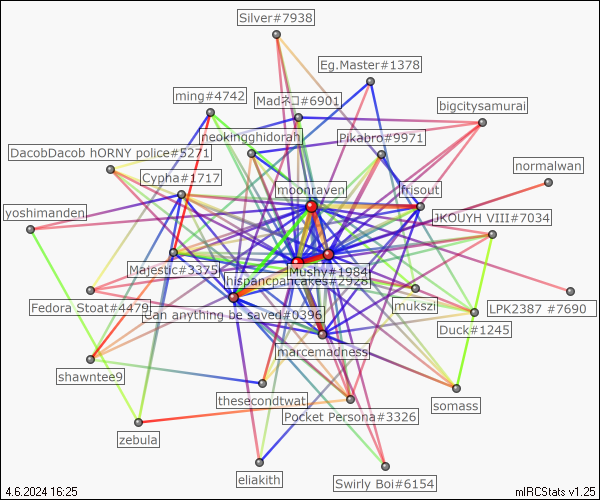 Silver#7938
Eg.Master#1378
ming#4742
Madネコ#6901
bigcitysamurai
neokingghidorah
Pikabro#9971
DacobDacob hORNY police#5271
normalwan
Cypha#1717
moonraven
frisout
yoshimanden
JKOUYH VIII#7034
Majestic#3375
Mushy#1984
hispancpancakes#2928
mukszi
Fedora Stoat#4479
Can anything be saved#0396
LPK2387 #7690
Duck#1245
marcemadness
shawntee9
thesecondtwat
somass
Pocket Persona#3326
zebula
eliakith
Swirly Boi#6154
4.6.2024 16:25
mIRCStats v1.25